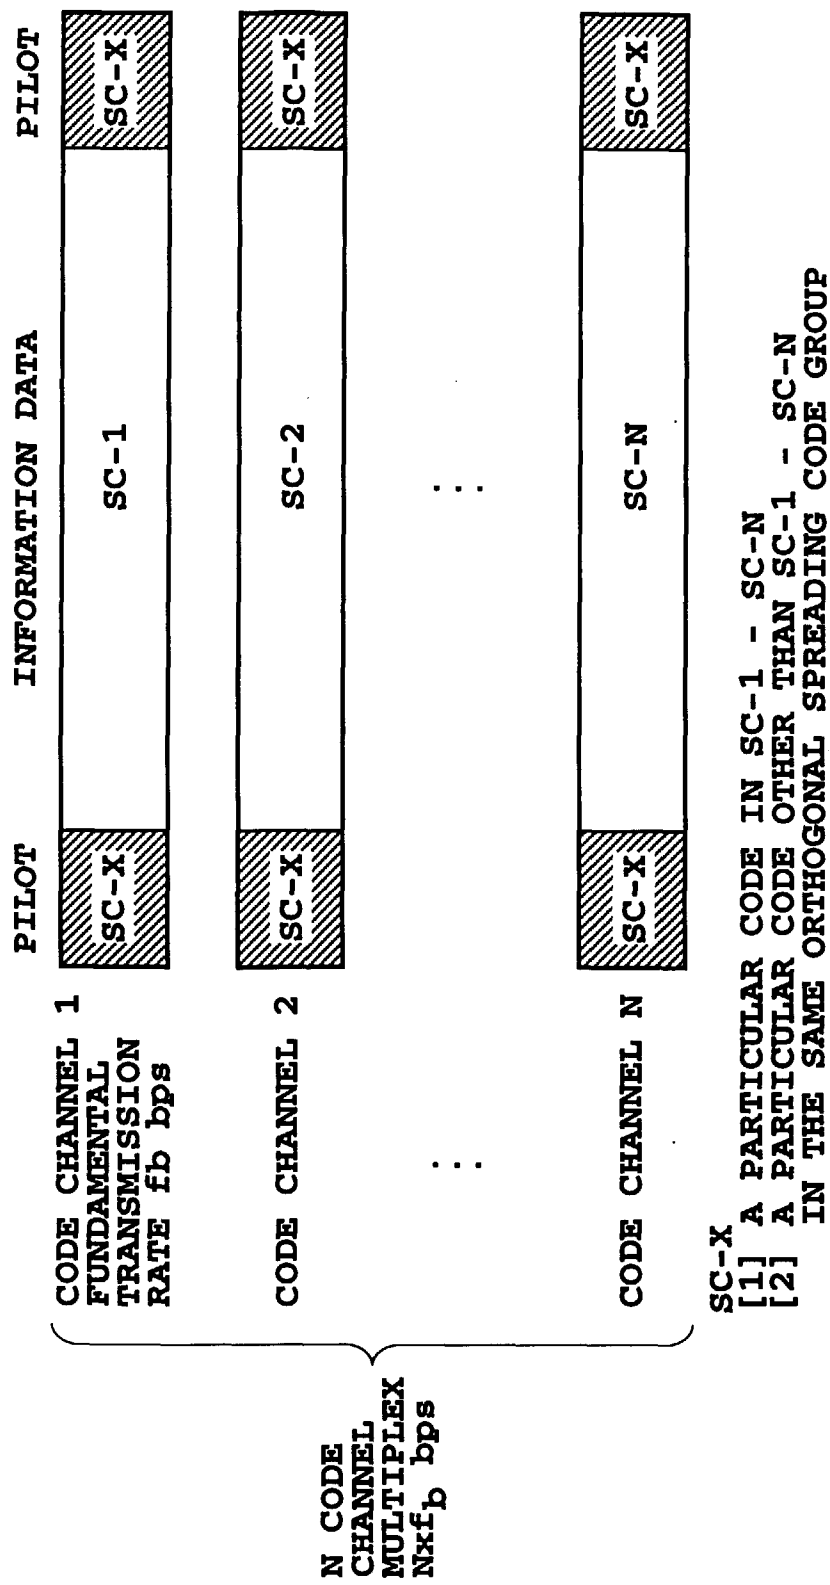 PILOT INFORMATION DATA PILOT
CODE CHANNEL 1
FUNDAMENTAL
TRANSMISSION
RATE fb bps
SC-X SC-1 SC-X
CODE CHANNEL 2
SC-X SC-2 SC-X
... ...
CODE CHANNEL N
SC-X SC-N SC-X
N CODE
CHANNEL
MULTIPLEX
Nxfb bps
SC-X
[1] A PARTICULAR CODE IN SC-1 - SC-N
[2] A PARTICULAR CODE OTHER THAN SC-1 - SC-N
IN THE SAME ORTHOGONAL SPREADING CODE GROUP